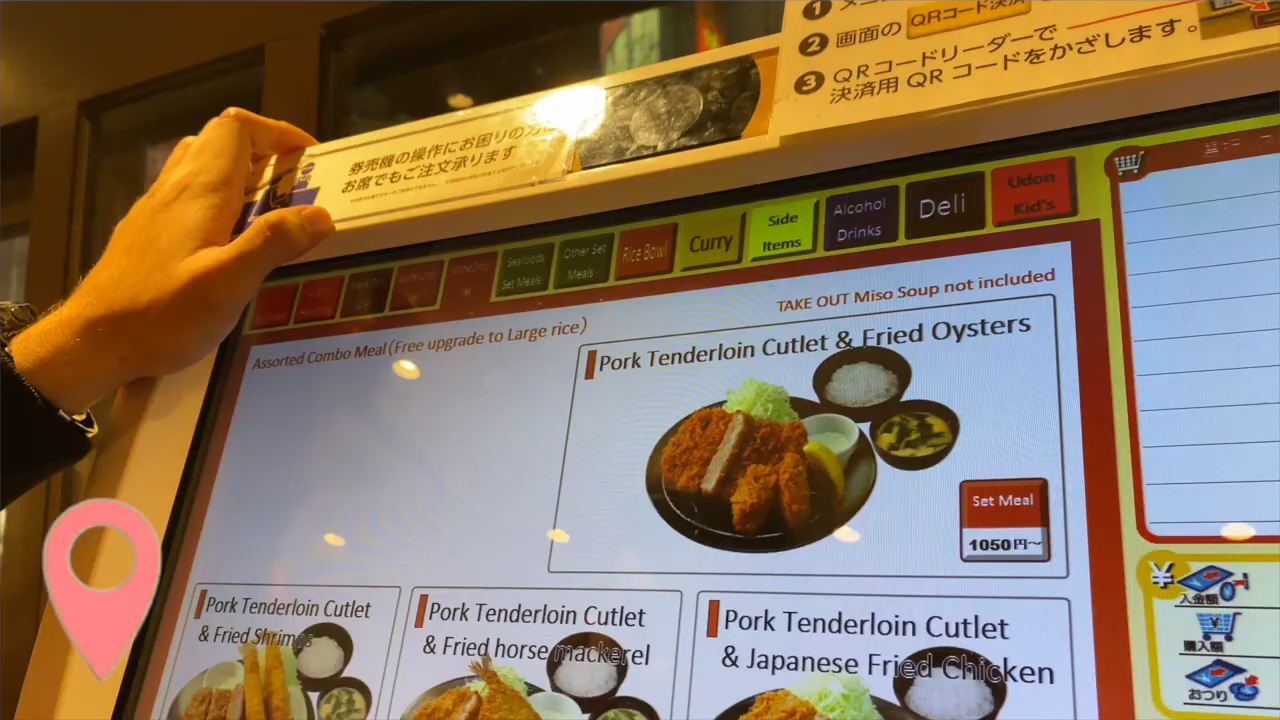 ❶
❷ 画面の QRコード決済
❸ QRコードリーダーで
決済用 QR コードをかざします。
券売機の操作にお困りの方
お席でもご注文承ります
Seafoods
Set Meals
Other Set
Meals
Rice Bowl
Curry
Side
Items
Alcohol
Drinks
Deli
Udon
Kid's
TAKE OUT Miso Soup not included
Assorted Combo Meal(Free upgrade to Large rice)
Pork Tenderloin Cutlet & Fried Oysters
Set Meal
1050円~
Pork Tenderloin Cutlet
& Fried Shrimps
Pork Tenderloin Cutlet
& Fried horse mackerel
Pork Tenderloin Cutlet
& Japanese Fried Chicken
¥
入金額
¥
購入額
おつり